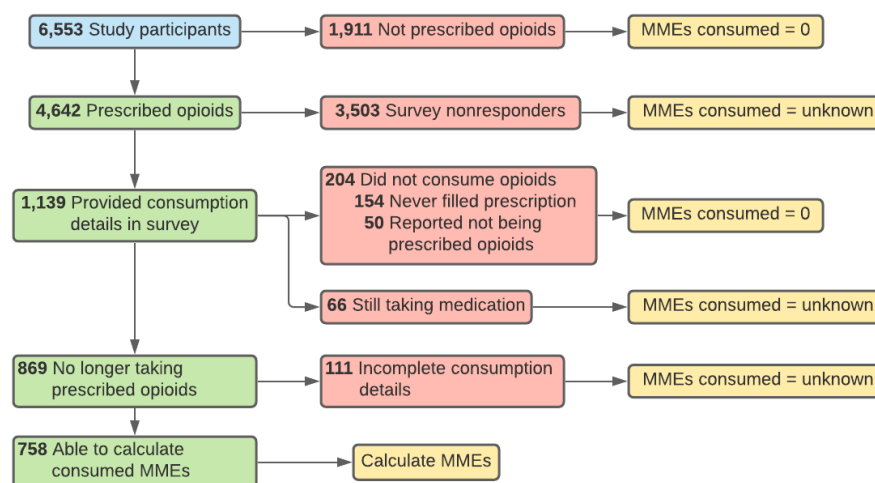 6,553 Study participants
1,911 Not prescribed opioids
MMEs consumed = 0
4,642 Prescribed opioids
3,503 Survey nonresponders
MMEs consumed = unknown
1,139 Provided consumption
details in survey
204 Did not consume opioids
154 Never filled prescription
50 Reported not being
prescribed opioids
MMEs consumed = 0
66 Still taking medication
MMEs consumed = unknown
869 No longer taking
prescribed opioids
111 Incomplete consumption
details
MMEs consumed = unknown
758 Able to calculate
consumed MMEs
Calculate MMEs